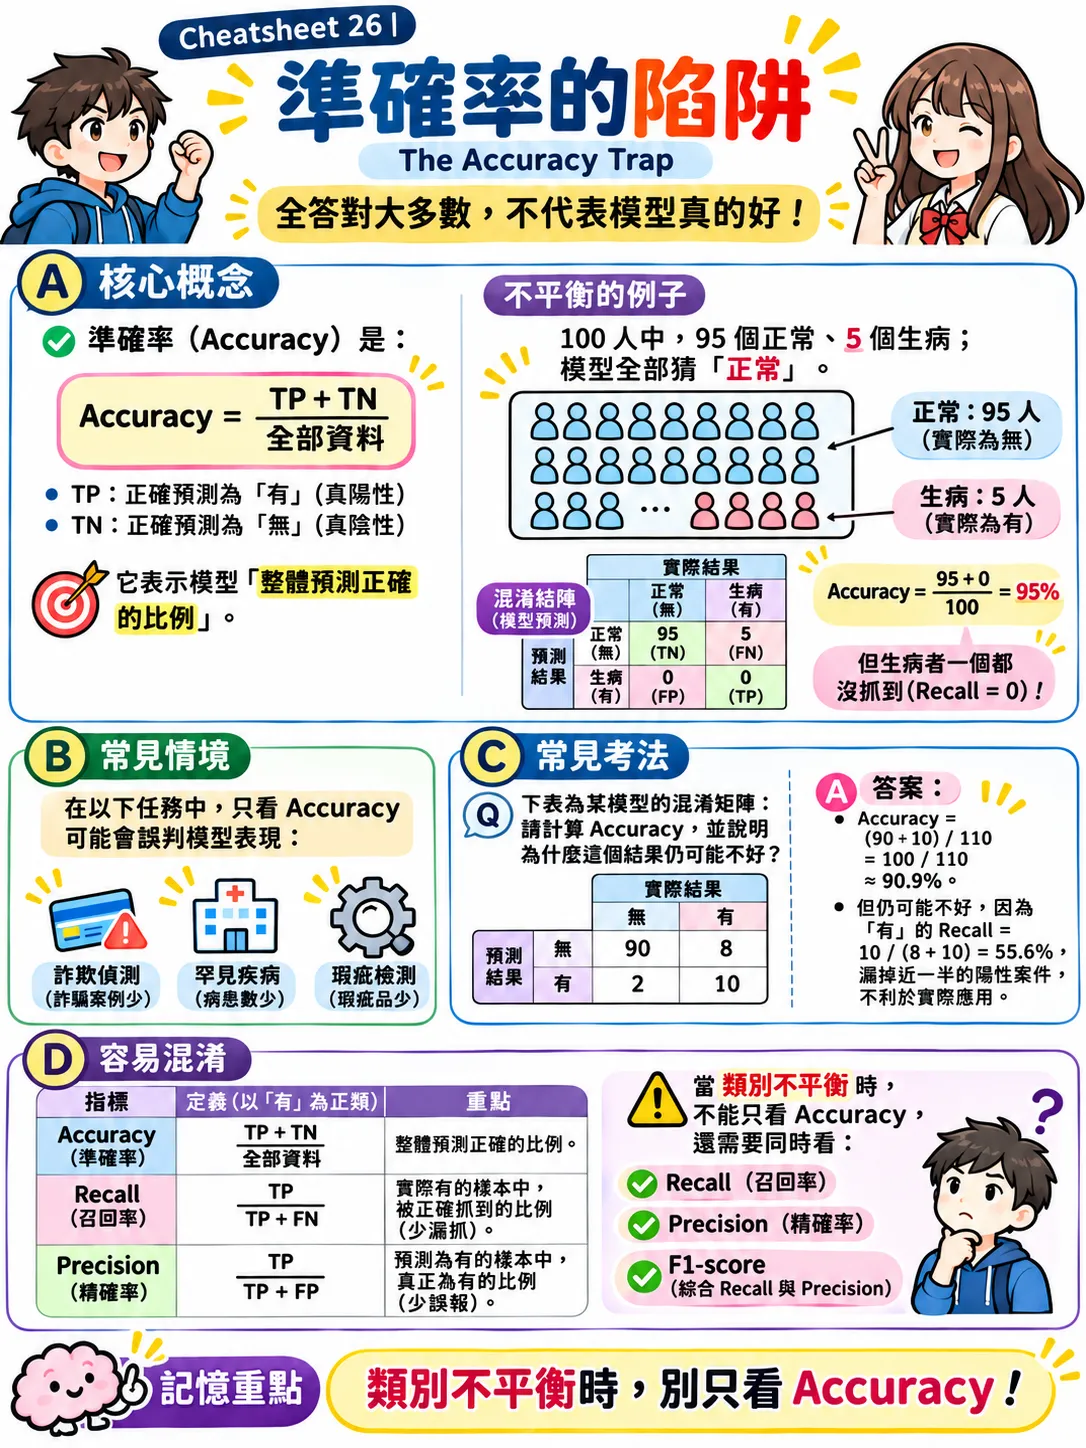 Cheatsheet 26 |
準確率的陷阱
The Accuracy Trap
全答對大多數，不代表模型真的好！
A 核心概念
準確率（Accuracy）是：
Accuracy = TP + TN
全部資料
• TP：正確預測為「有」（真陽性）
• TN：正確預測為「無」（真陰性）
它表示模型「整體預測正確
的比例」。
不平衡的例子
100 人中，95 個正常、5 個生病；
模型全部猜「正常」。
...
正常：95 人
（實際為無）
生病：5 人
（實際為有）
混淆結陣
（模型預測）
實際結果
正常
（無）
生病
（有）
預測
結果
正常
（無）
95
(TN)
5
(FN)
生病
（有）
0
(FP)
0
(TP)
Accuracy = 95 + 0 = 95%
100
但生病者一個都
沒抓到（Recall = 0）！
B 常見情境
在以下任務中，只看 Accuracy
可能會誤判模型表現：
詐欺偵測
（詐騙案例少）
罕見疾病
（病患數少）
瑕疵檢測
（瑕疵品少）
C 常見考法
Q 下表為某模型的混淆矩陣：
請計算 Accuracy，並說明
為什麼這個結果仍可能不好？
實際結果
無 有
預測
結果
無 90 8
有 2 10
A 答案：
• Accuracy =
(90 + 10) / 110
= 100 / 110
≈ 90.9%。
• 但仍可能不好，因為
「有」的 Recall =
10 / (8 + 10) = 55.6%，
漏掉近一半的陽性案件，
不利於實際應用。
D 容易混淆
指標 定義（以「有」為正類） 重點
Accuracy
（準確率）
TP + TN
全部資料
整體預測正確的比例。
Recall
（召回率）
TP
TP + FN
實際有的樣本中，
被正確抓到的比例
（少漏抓）。
Precision
（精確率）
TP
TP + FP
預測為有的樣本中，
真正為有的比例
（少誤報）。
當 類別不平衡 時，
不能只看 Accuracy，
還需要同時看：
Recall（召回率）
Precision（精確率）
F1-score
（綜合 Recall 與 Precision）
?
記憶重點
類別不平衡時，別只看 Accuracy！